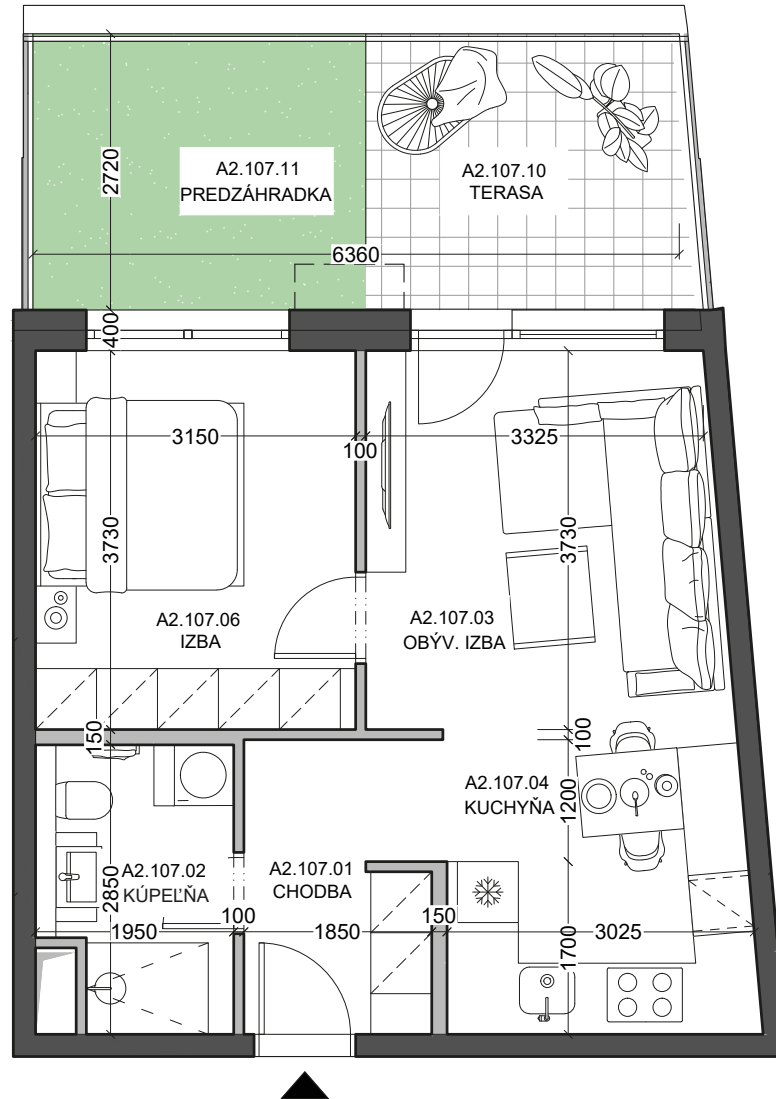 A2.107.11
PREDZÁHRADKA
A2.107.10
TERASA
2720
6360
400
3150
100
3325
3730
3730
A2.107.06
IZBA
A2.107.03
OBÝV. IZBA
150
100
A2.107.04
KUCHYŇA
1200
A2.107.02
KÚPEĽŇA
A2.107.01
CHODBA
2850
1950
100
1850
150
3025
1700